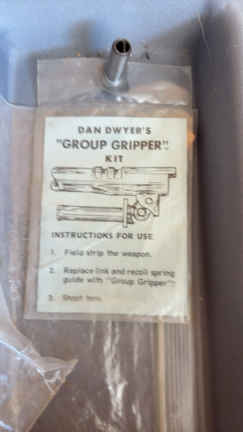 DAN DWYER'S
"GROUP GRIPPER"
KIT
INSTRUCTIONS FOR USE
1. Field strip the weapon.
2. Replace link and recoil spring
guide with "Group Gripper".
3. Shoot